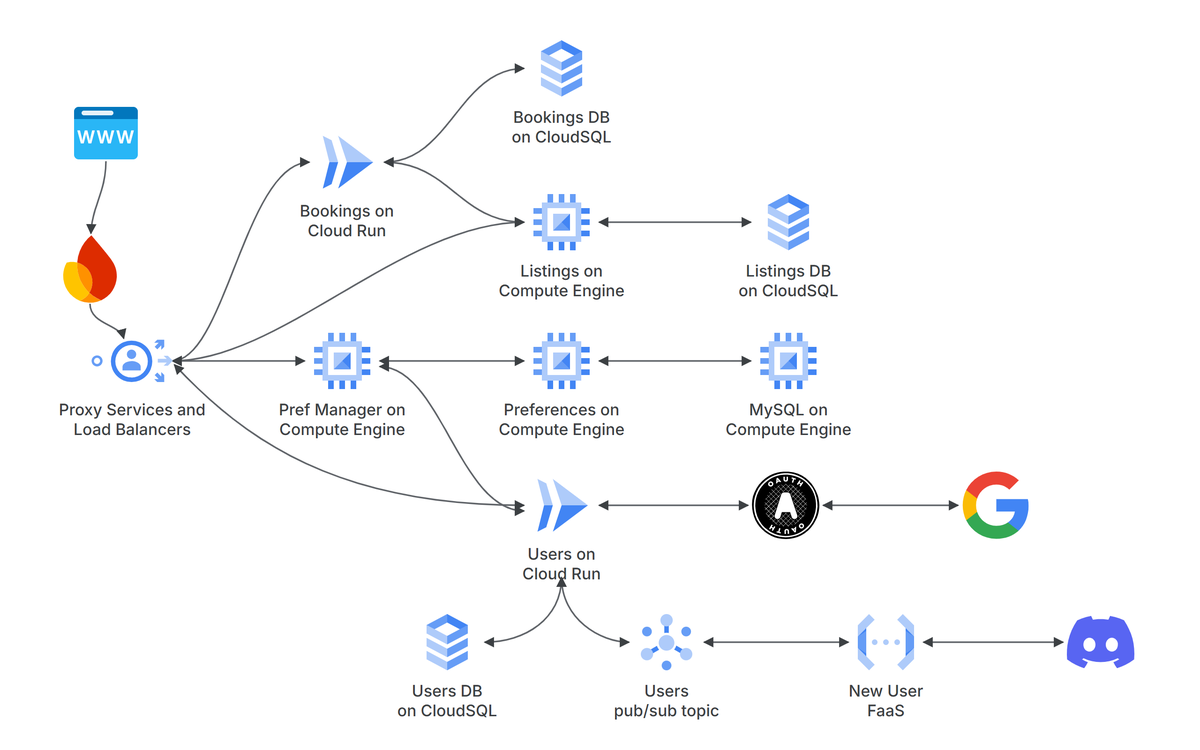 Bookings DB
on CloudSQL
WWW
Bookings on
Cloud Run
Listings on
Compute Engine
Listings DB
on CloudSQL
Proxy Services and
Load Balancers
Pref Manager on
Compute Engine
Preferences on
Compute Engine
MySQL on
Compute Engine
OAUTH
A
OAUTH
G
Users on
Cloud Run
Users DB
on CloudSQL
Users
pub/sub topic
New User
FaaS